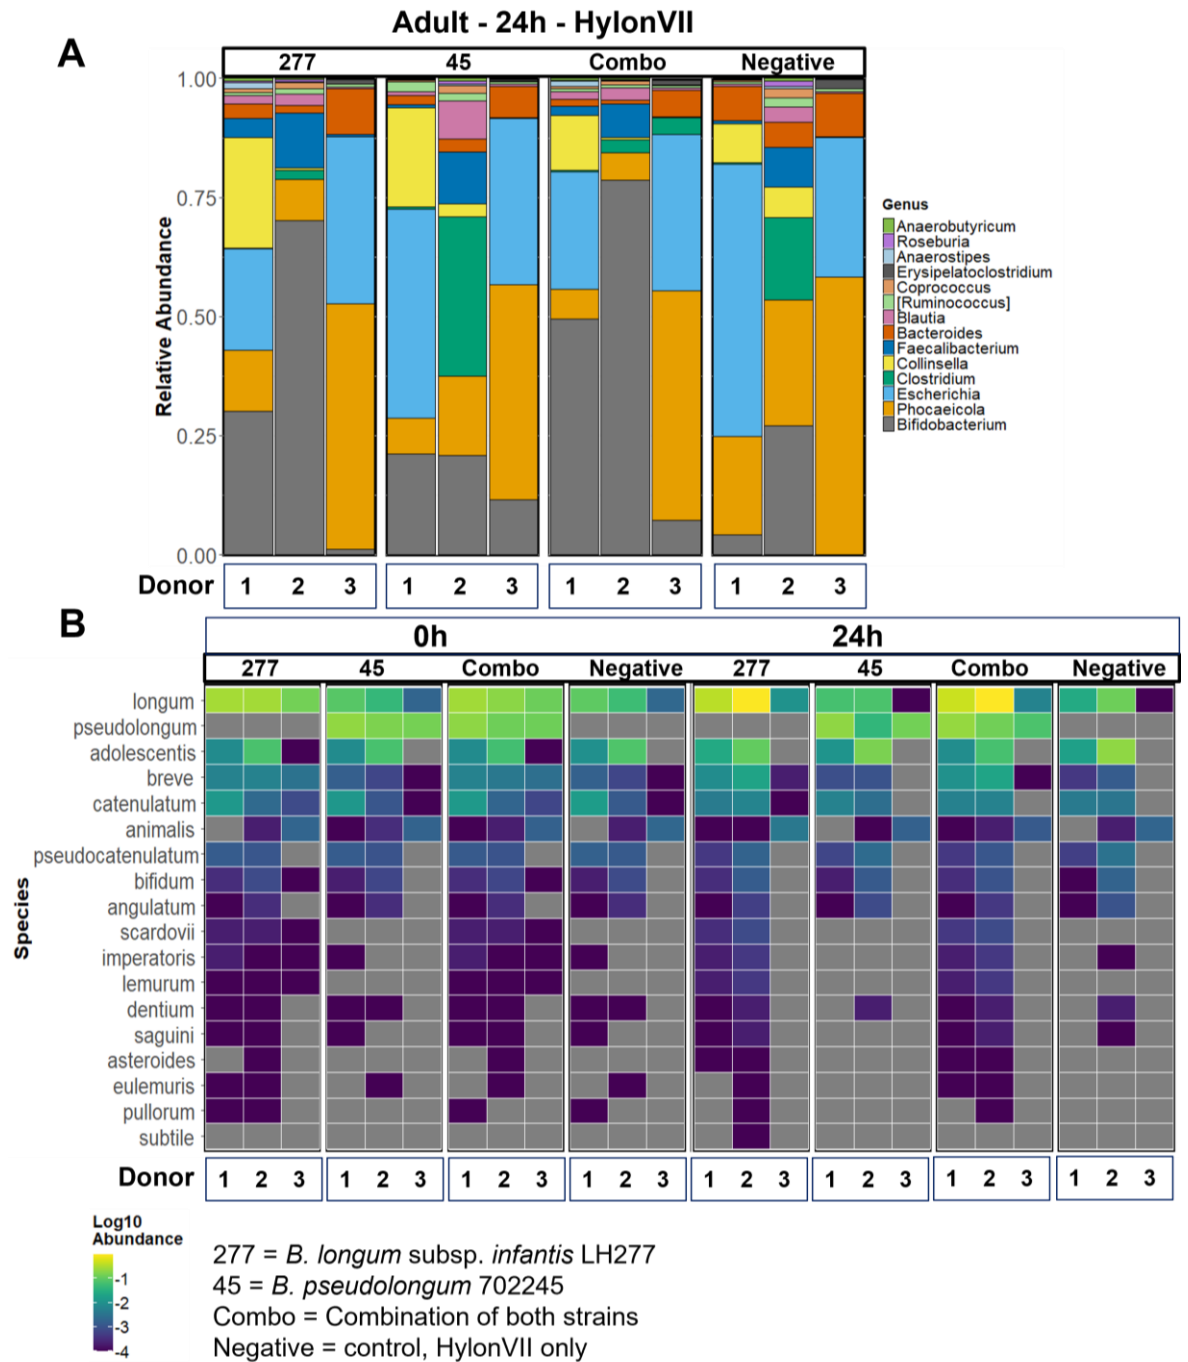 Adult - 24h - HylonVII
A
277 45 Combo Negative
Relative Abundance
1.00
0.75
0.50
0.25
0.00
Genus
Anaerobutyricum
Roseburia
Anaerostipes
Erysipelatoclostridium
Coprococcus
[Ruminococcus]
Blautia
Bacteroides
Faecalibacterium
Collinsella
Clostridium
Escherichia
Phocaeicola
Bifidobacterium
Donor 1 2 3 1 2 3 1 2 3 1 2 3
B
0h 24h
277 45 Combo Negative 277 45 Combo Negative
Species
longum
pseudolongum
adolescentis
breve
catenulatum
animalis
pseudocatenulatum
bifidum
angulatum
scardovii
imperatoris
lemurum
dentium
saguini
asteroides
eulemuris
pullorum
subtile
Donor 1 2 3 1 2 3 1 2 3 1 2 3 1 2 3 1 2 3 1 2 3 1 2 3
Log10
Abundance
-1
-2
-3
-4
277 = B. longum subsp. infantis LH277
45 = B. pseudolongum 702245
Combo = Combination of both strains
Negative = control, HylonVII only